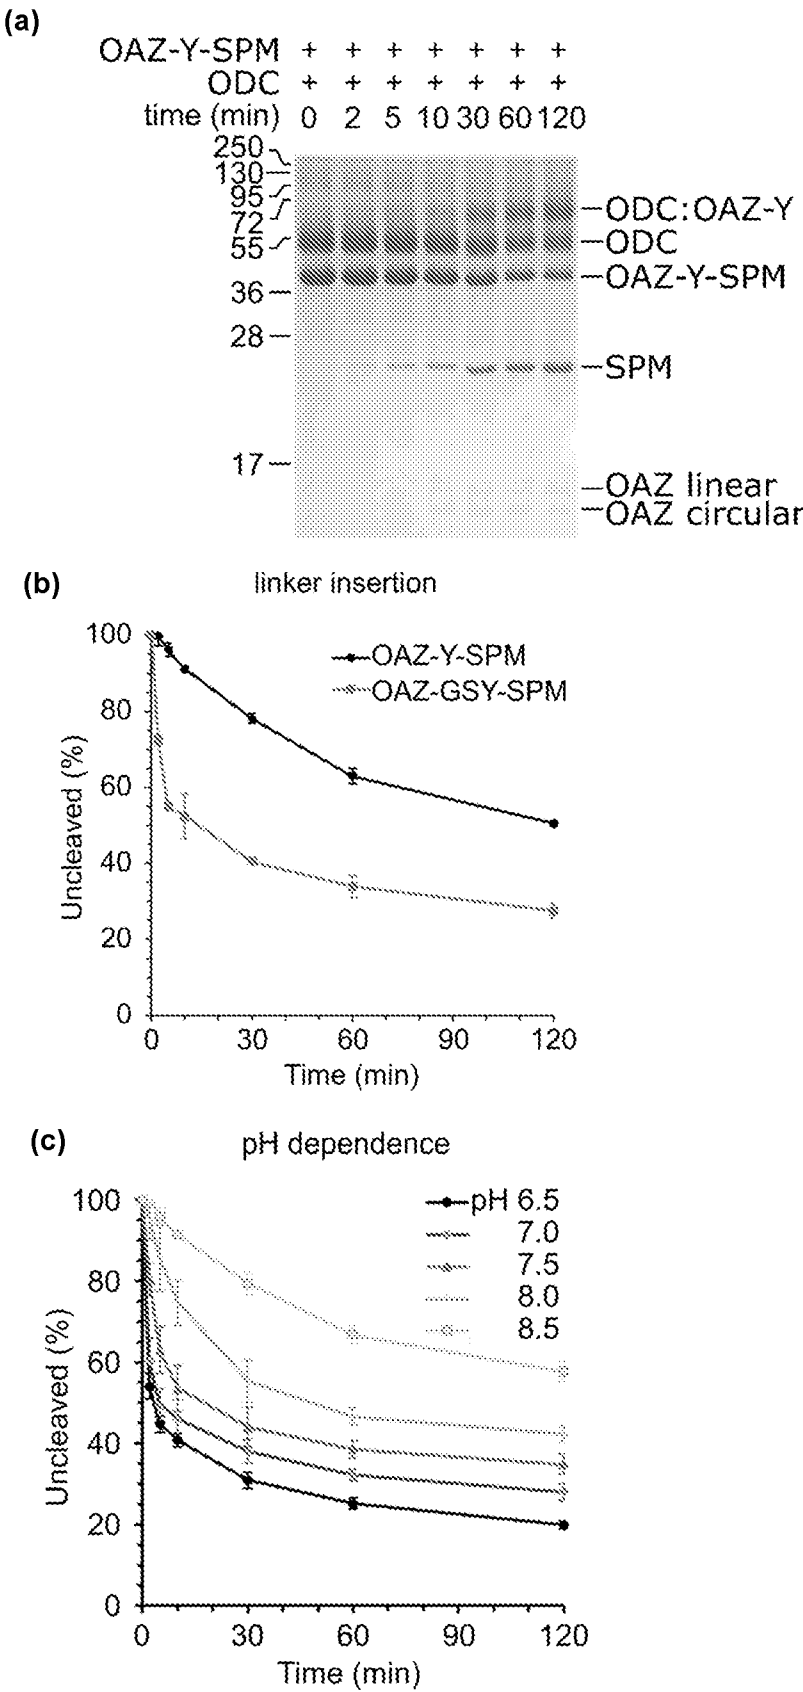 (a)
OAZ-Y-SPM + + + + + + +
ODC + + + + + + +
time (min) 0 2 5 10 30 60 120
250
130
95
72
55
36
28
17
ODC:OAZ-Y
ODC
OAZ-Y-SPM
SPM
OAZ linear
OAZ circular
(b)
linker insertion
100
80
60
40
20
0
Uncleaved (%)
OAZ-Y-SPM
OAZ-GSY-SPM
0 30 60 90 120
Time (min)
(c)
pH dependence
100
80
60
40
20
0
Uncleaved (%)
pH 6.5
7.0
7.5
8.0
8.5
0 30 60 90 120
Time (min)